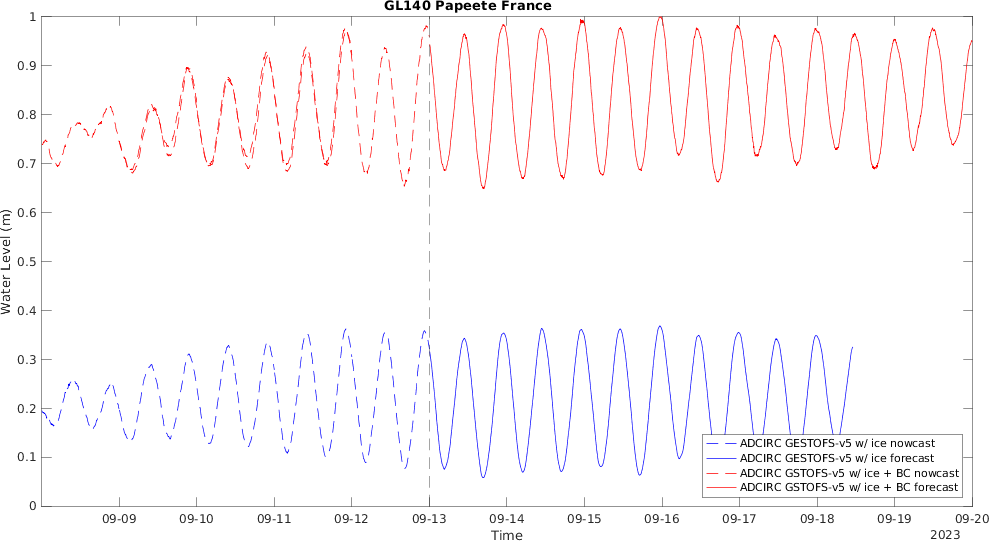 GL140 Papeete France
1
0.9
0.8
0.7
0.6
0.5
0.4
0.3
0.2
0.1
0
Water Level (m)
09-09 09-10 09-11 09-12 09-13 09-14 09-15 09-16 09-17 09-18 09-19 09-20
Time
2023
ADCIRC GESTOFS-v5 w/ ice nowcast
ADCIRC GESTOFS-v5 w/ ice forecast
ADCIRC GSTOFS-v5 w/ ice + BC nowcast
ADCIRC GSTOFS-v5 w/ ice + BC forecast